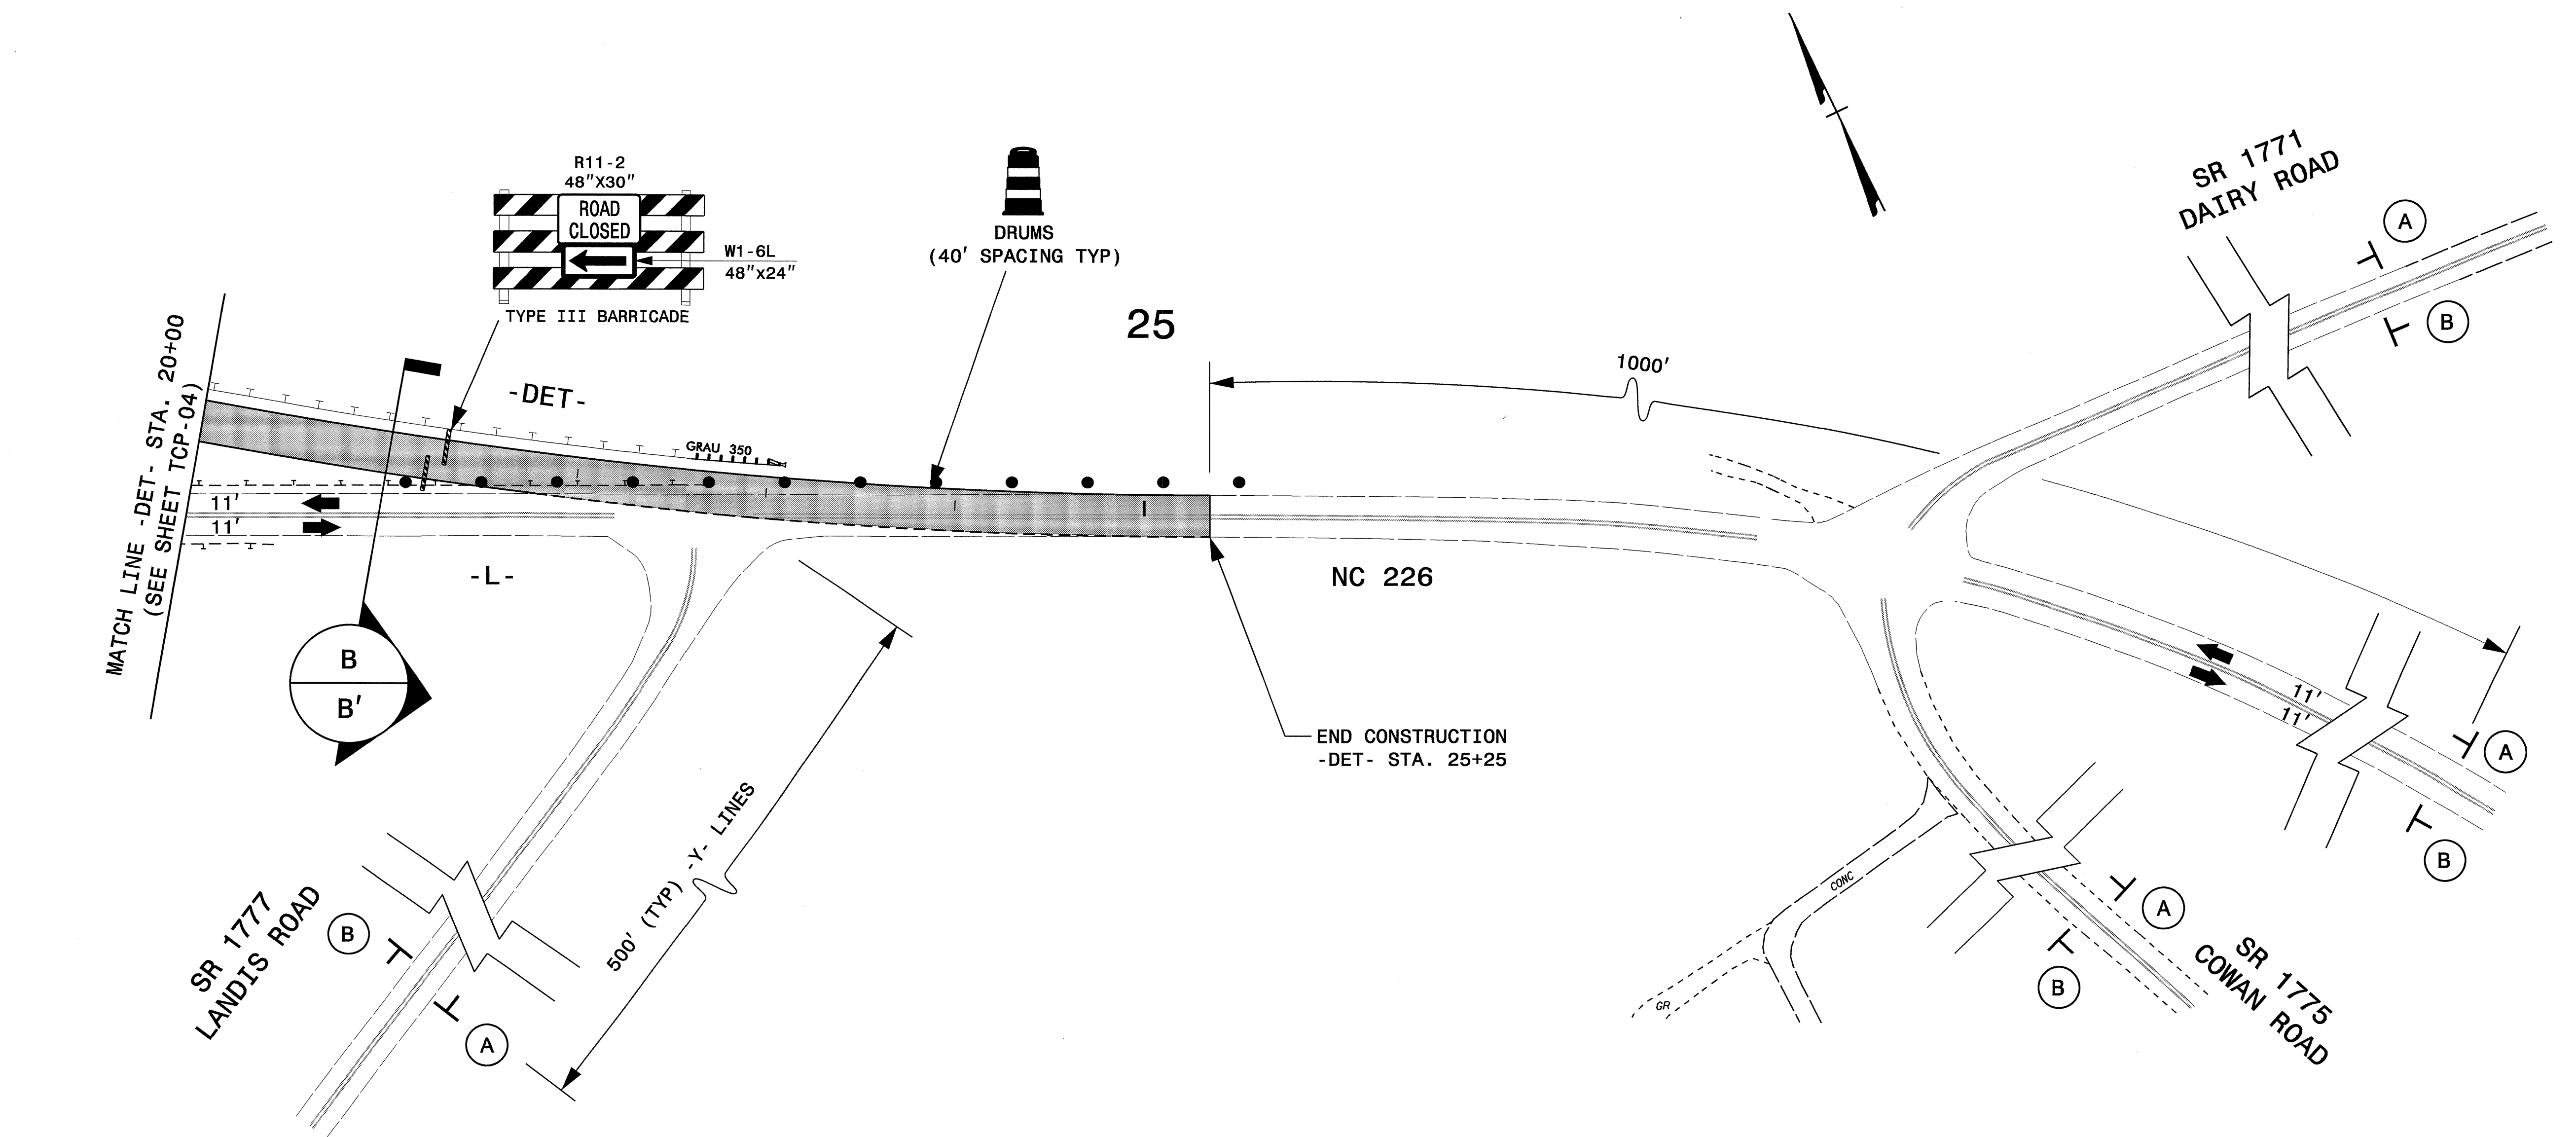 R11-2
48"X30"
ROAD
CLOSED
W1-6L
48"x24"
TYPE III BARRICADE
DRUMS
(40' SPACING TYP)
25
SR 1771
DAIRY ROAD
A
B
1000'
MATCH LINE -DET- STA. 20+00
(SEE SHEET TCP-04)
-DET-
GRAU 350
11'
11'
-L-
NC 226
B
B'
END CONSTRUCTION
-DET- STA. 25+25
11'
11'
A
B
500' (TYP) -Y- LINES
SR 1777
LANDIS ROAD
B
A
CONC
GR
A
B
SR 1775
COWAN ROAD